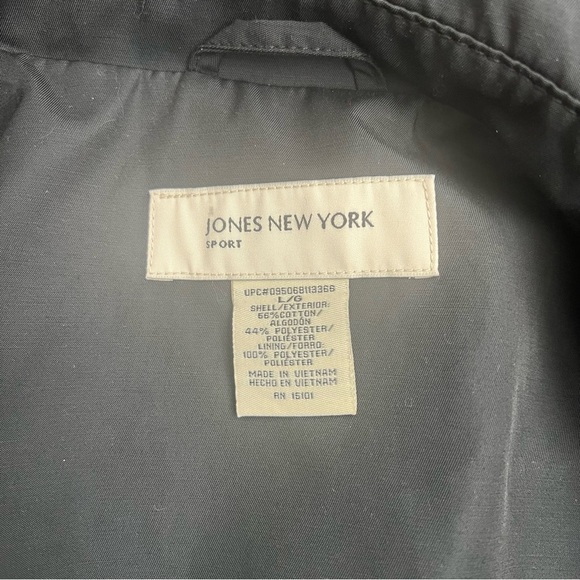 JONES NEW YORK
SPORT
UPC#095068113366
L/G
SHELL/EXTERIOR:
56%COTTON/
ALGODÓN
44% POLYESTER/
POLIÉSTER
LINING/FORRO:
100% POLYESTER/
POLIÉSTER
MADE IN VIETNAM
HECHO EN VIETNAM
RN 15101